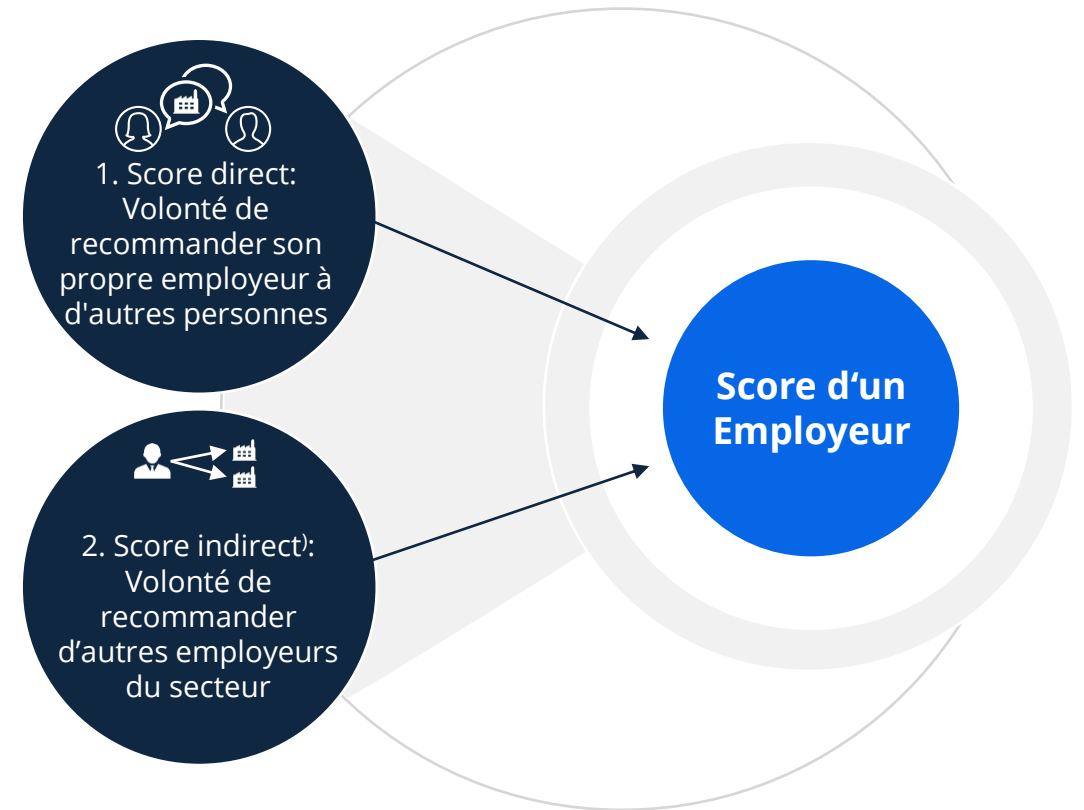 1. Score direct:
Volonté de
recommander son
propre employeur à
d'autres personnes
2. Score indirect⁾:
Volonté de
recommander
d’autres employeurs
du secteur
Score d‘un
Employeur